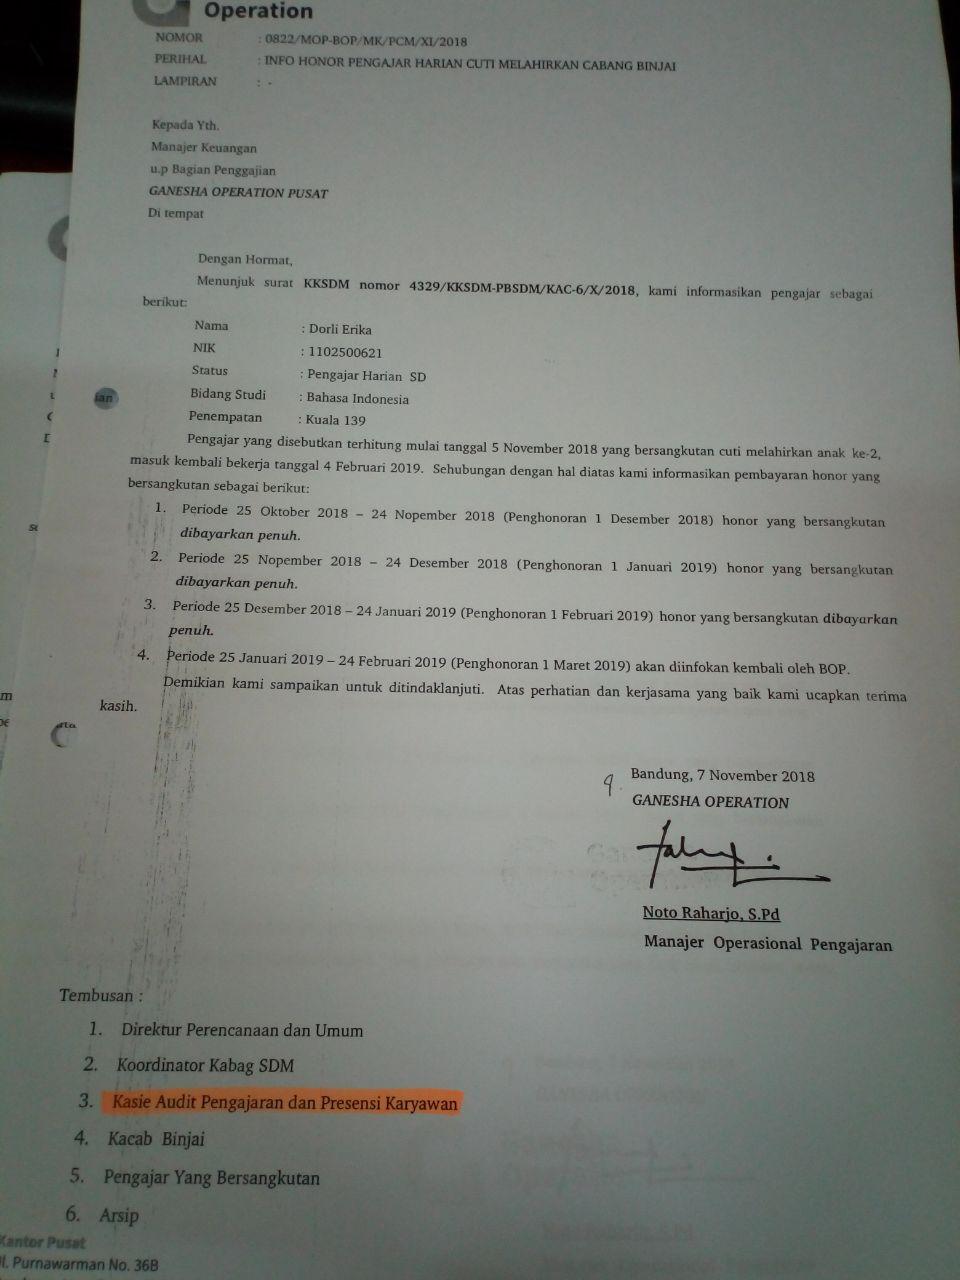 Operation
NOMOR : 0822/MOP-BOP/MK/PCM/XI/2018
PERIHAL : INFO HONOR PENGAJAR HARIAN CUTI MELAHIRKAN CABANG BINJAI
LAMPIRAN : -
Kepada Yth.
Manajer Keuangan
u.p Bagian Penggajian
GANESHA OPERATION PUSAT
Di tempat
Dengan Hormat,
Menunjuk surat KKSDM nomor 4329/KKSDM-PBSDM/KAC-6/X/2018, kami informasikan pengajar sebagai
berikut:
Nama : Dorli Erika
NIK : 1102500621
Status : Pengajar Harian SD
Bidang Studi : Bahasa Indonesia
Penempatan : Kuala 139
Pengajar yang disebutkan terhitung mulai tanggal 5 November 2018 yang bersangkutan cuti melahirkan anak ke-2,
masuk kembali bekerja tanggal 4 Februari 2019. Sehubungan dengan hal diatas kami informasikan pembayaran honor yang
bersangkutan sebagai berikut:
1. Periode 25 Oktober 2018 – 24 Nopember 2018 (Penghonoran 1 Desember 2018) honor yang bersangkutan
dibayarkan penuh.
2. Periode 25 Nopember 2018 – 24 Desember 2018 (Penghonoran 1 Januari 2019) honor yang bersangkutan
dibayarkan penuh.
3. Periode 25 Desember 2018 – 24 Januari 2019 (Penghonoran 1 Februari 2019) honor yang bersangkutan dibayarkan
penuh.
4. Periode 25 Januari 2019 – 24 Februari 2019 (Penghonoran 1 Maret 2019) akan diinfokan kembali oleh BOP.
Demikian kami sampaikan untuk ditindaklanjuti. Atas perhatian dan kerjasama yang baik kami ucapkan terima
kasih.
Bandung, 7 November 2018
GANESHA OPERATION
Noto Raharjo, S.Pd
Manajer Operasional Pengajaran
Tembusan :
1. Direktur Perencanaan dan Umum
2. Koordinator Kabag SDM
3. Kasie Audit Pengajaran dan Presensi Karyawan
4. Kacab Binjai
5. Pengajar Yang Bersangkutan
6. Arsip
Kantor Pusat
Jl. Purnawarman No. 36B